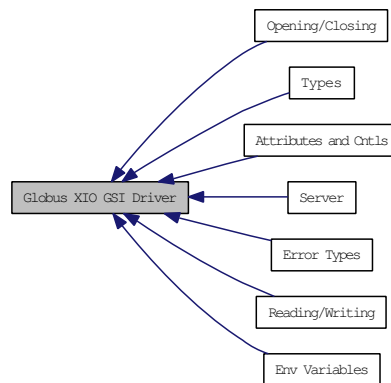 Opening/Closing
Types
Attributes and Cntls
Globus XIO GSI Driver
Server
Error Types
Reading/Writing
Env Variables